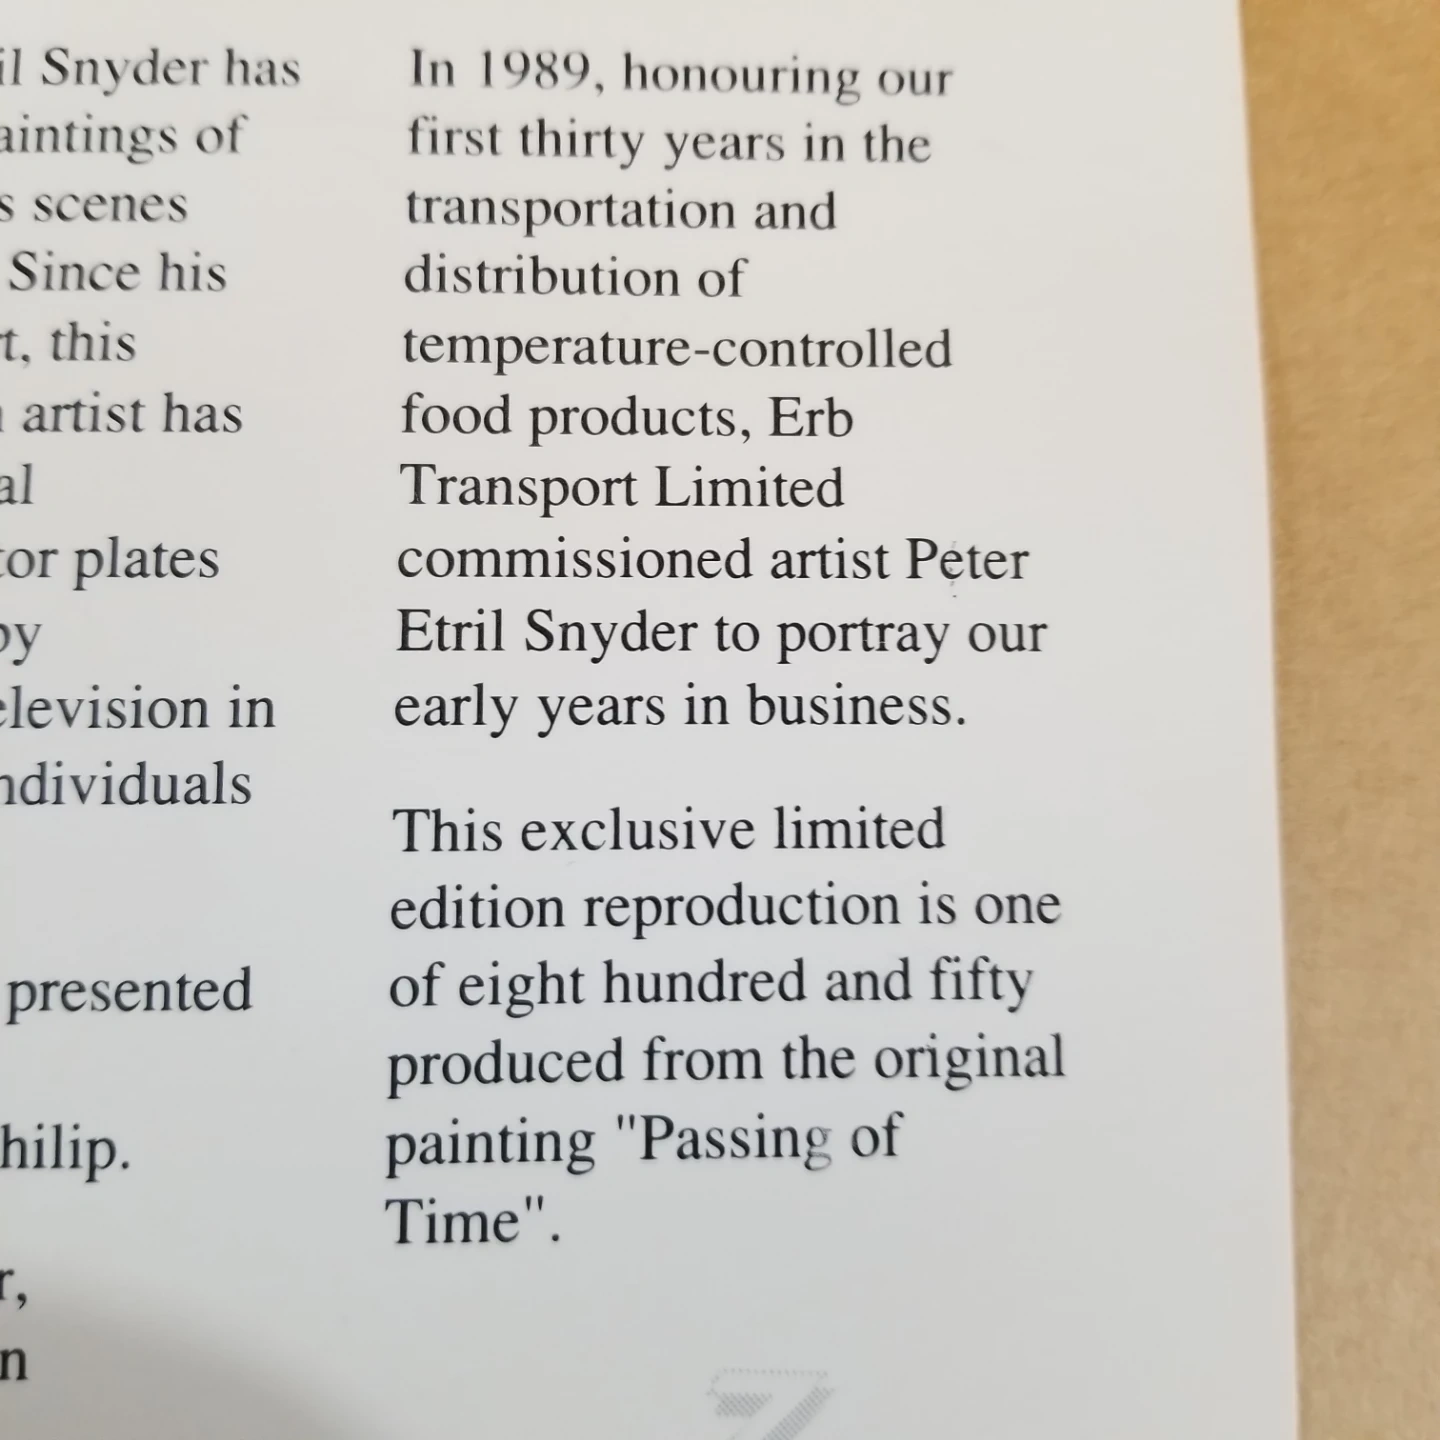 il Snyder has
aintings of
s scenes
Since his
rt, this
artist has
al
tor plates
by
elevision in
ndividuals
presented
hilip.
r,
n
In 1989, honouring our
first thirty years in the
transportation and
distribution of
temperature-controlled
food products, Erb
Transport Limited
commissioned artist Peter
Etril Snyder to portray our
early years in business.
This exclusive limited
edition reproduction is one
of eight hundred and fifty
produced from the original
painting "Passing of
Time".